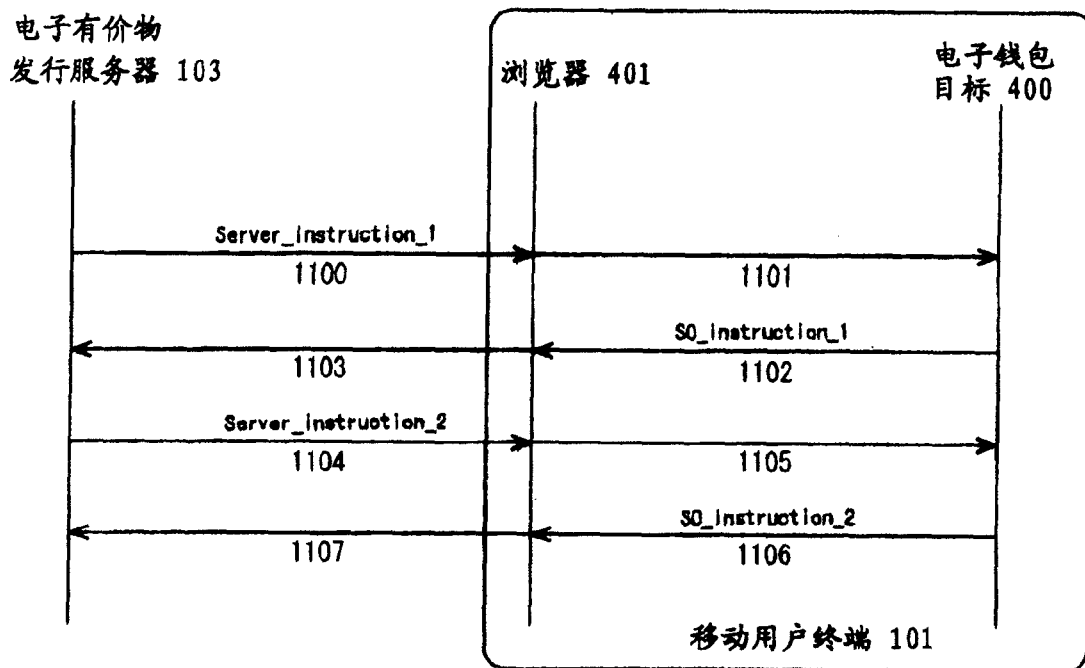 电子有价物
发行服务器 103
浏览器 401
电子钱包
目标 400
Server_instruction_1
1100
1101
SO_instruction_1
1103
1102
Server_instruction_2
1104
1105
SO_instruction_2
1107
1106
移动用户终端 101